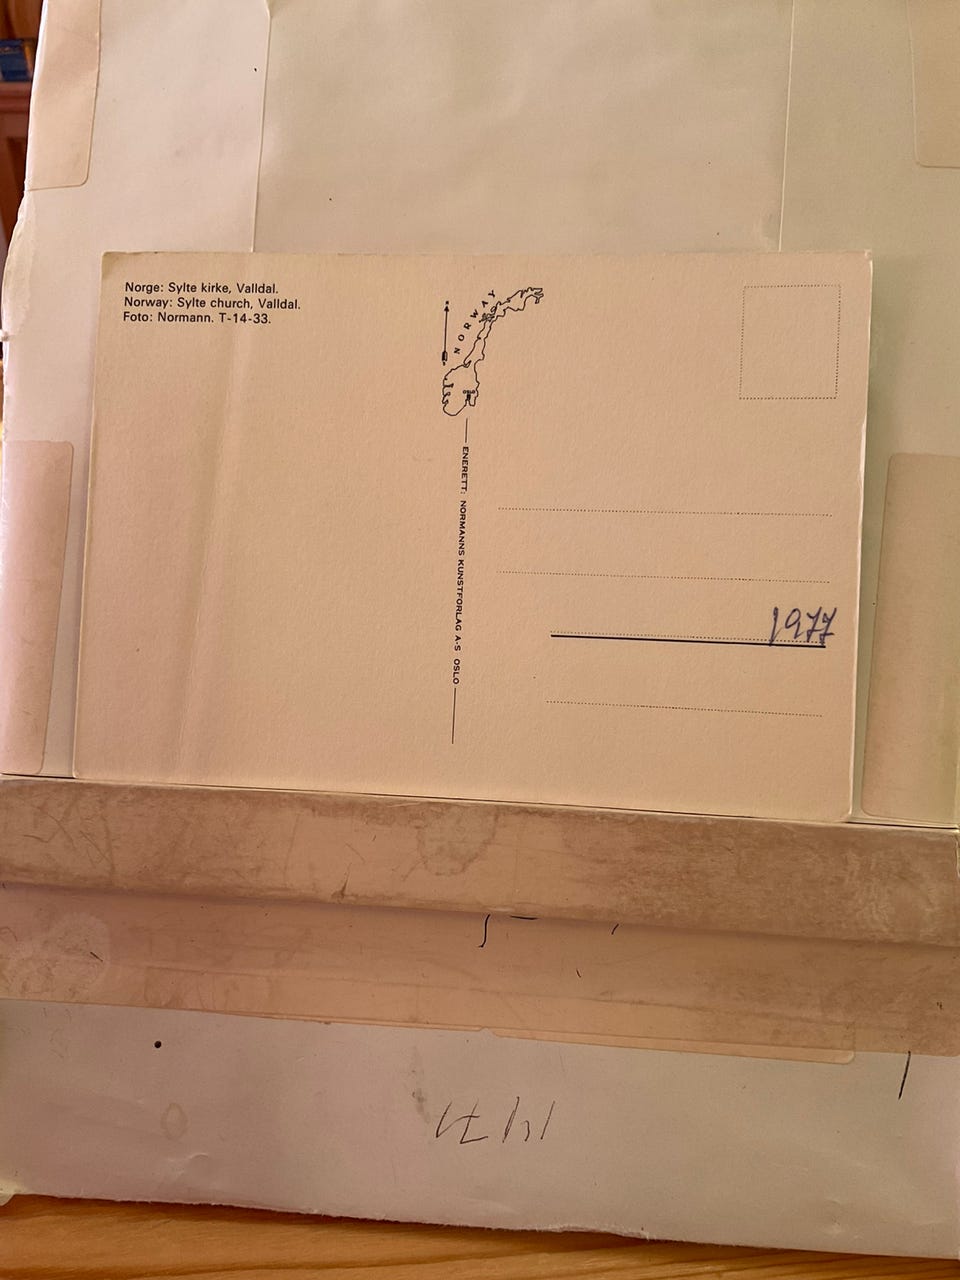 Norge: Sylte kirke, Valldal.
Norway: Sylte church, Valldal.
Foto: Normann. T-14-33.
NORWAY
OSLO
ENERETT: NORMANNS KUNSTFORLAG A-S OSLO
1977